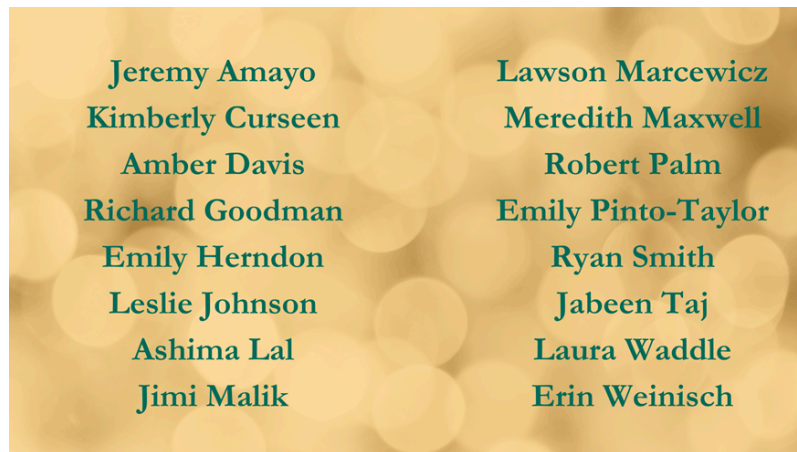 Jeremy Amayo
Kimberly Curseen
Amber Davis
Richard Goodman
Emily Herndon
Leslie Johnson
Ashima Lal
Jimi Malik
Lawson Marcewicz
Meredith Maxwell
Robert Palm
Emily Pinto-Taylor
Ryan Smith
Jabeen Taj
Laura Waddle
Erin Weinisch